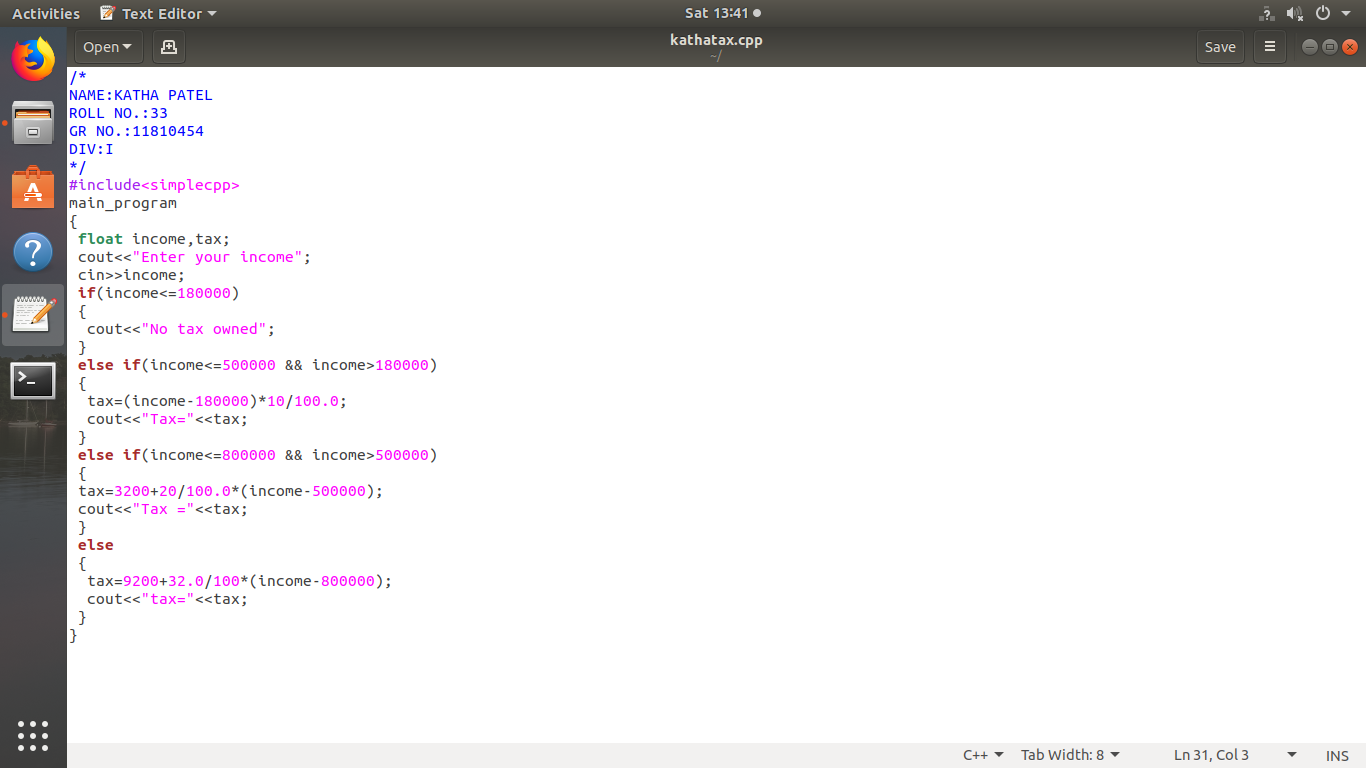 Activities Text Editor Sat 13:41
Open kathatax.cpp Save
~/
/*
NAME:KATHA PATEL
ROLL NO.:33
GR NO.:11810454
DIV:I
*/
#include<simplecpp>
main_program
{
float income,tax;
cout<<"Enter your income";
cin>>income;
if(income<=180000)
{
cout<<"No tax owned";
}
else if(income<=500000 && income>180000)
{
tax=(income-180000)*10/100.0;
cout<<"Tax="<<tax;
}
else if(income<=800000 && income>500000)
{
tax=3200+20/100.0*(income-500000);
cout<<"Tax ="<<tax;
}
else
{
tax=9200+32.0/100*(income-800000);
cout<<"tax="<<tax;
}
}
C++ Tab Width: 8 Ln 31, Col 3 INS